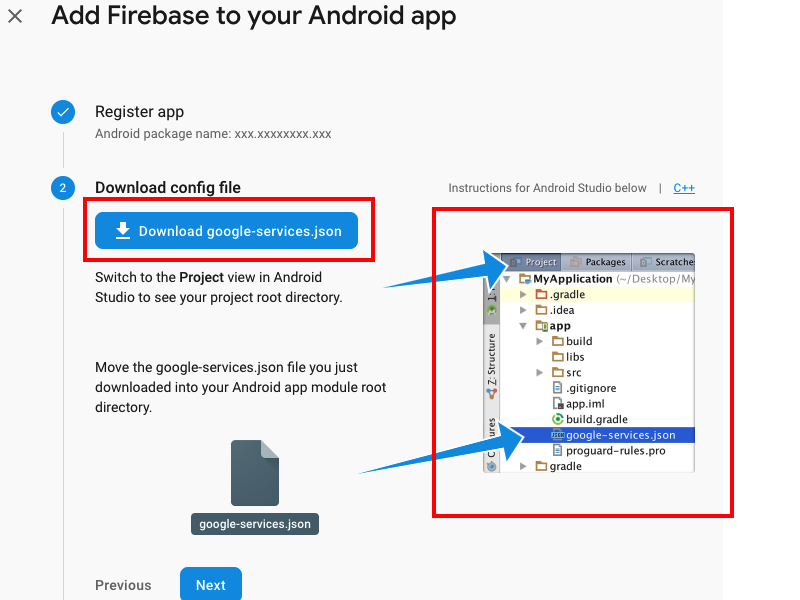 Add Firebase to your Android app
Register app
Android package name: xxx.xxxxxxxx.xxx
2
Download config file
Instructions for Android Studio below | C++
Download google-services.json
Switch to the Project view in Android
Studio to see your project root directory.
Move the google-services.json file you just
downloaded into your Android app module root
directory.
google-services.json
Project Packages Scratches
MyApplication (~/Desktop/My
.gradle
.idea
app
build
libs
src
.gitignore
app.iml
build.gradle
google-services.json
proguard-rules.pro
gradle
Z: Structure
Previous
Next